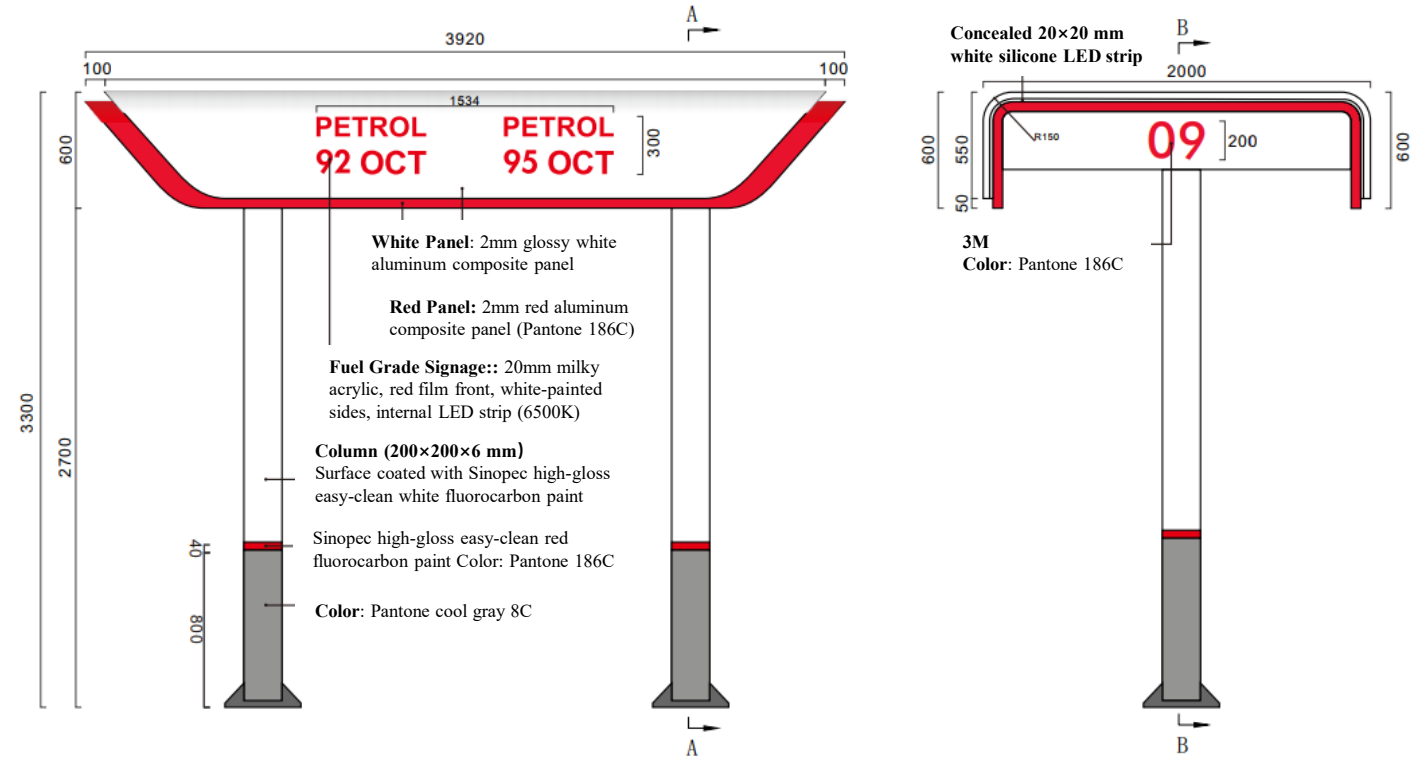 A
3920
100
100
1534
PETROL PETROL
92 OCT 95 OCT
300
600
White Panel: 2mm glossy white
aluminum composite panel
Red Panel: 2mm red aluminum
composite panel (Pantone 186C)
Fuel Grade Signage:: 20mm milky
acrylic, red film front, white-painted
sides, internal LED strip (6500K)
3300
2700
Column (200×200×6 mm)
Surface coated with Sinopec high-gloss
easy-clean white fluorocarbon paint
40
Sinopec high-gloss easy-clean red
fluorocarbon paint Color: Pantone 186C
800
Color: Pantone cool gray 8C
A
Concealed 20×20 mm
white silicone LED strip
B
2000
R150
09
200
600
550
50
600
3M
Color: Pantone 186C
B